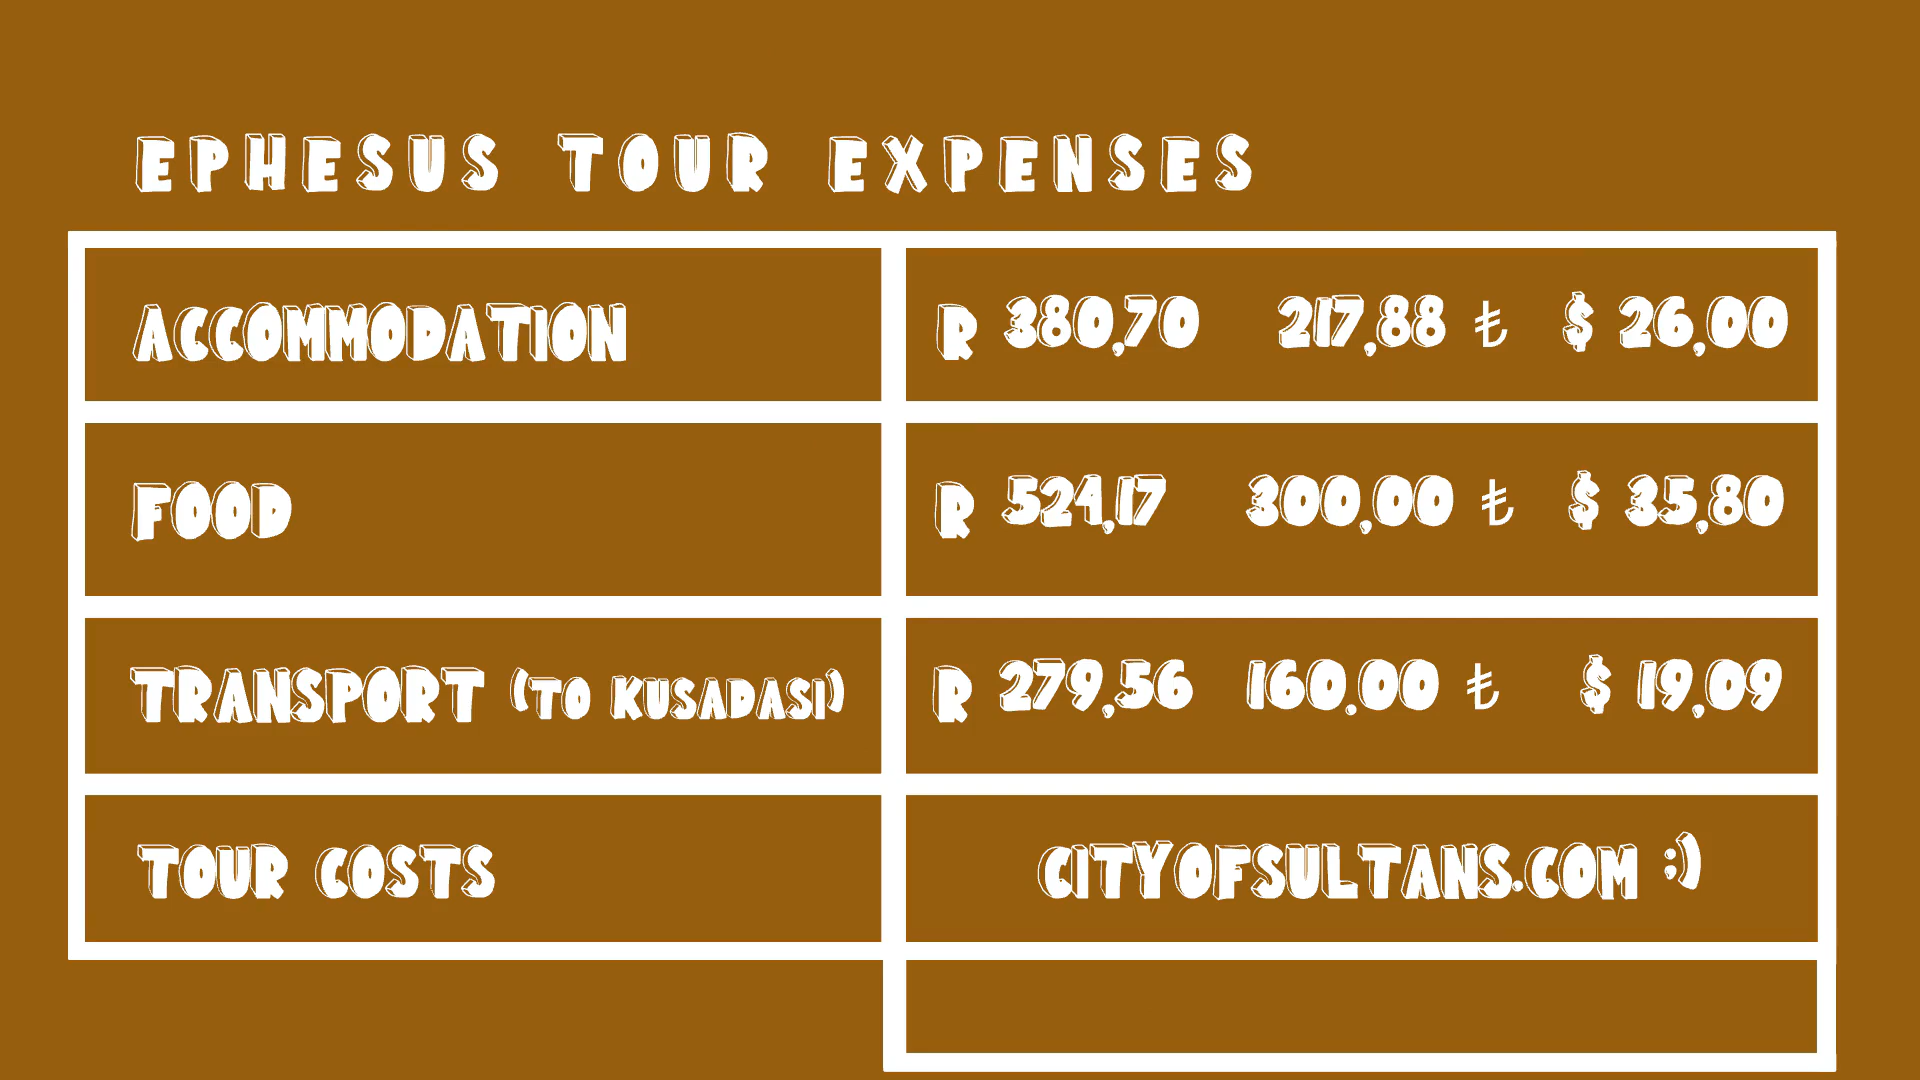 EPHESUS TOUR EXPENSES
ACCOMMODATION R 380,70 217,88 ₺ $ 26,00
FOOD R 524,17 300,00 ₺ $ 35,80
TRANSPORT (TO KUSADASI) R 279,56 160.00 ₺ $ 19,09
TOUR COSTS CITYOFSULTANS.COM :)